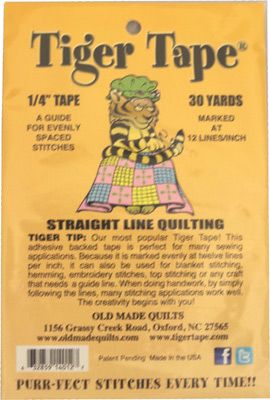 Tiger Tape®
1/4" TAPE
30 YARDS
A GUIDE
FOR EVENLY
SPACED
STITCHES
MARKED
AT
12 LINES/INCH
STRAIGHT LINE QUILTING
TIGER TIP: Our most popular Tiger Tape! This
adhesive backed tape is perfect for many sewing
applications. Because it is marked evenly at twelve lines
per inch, it can also be used for blanket stitching,
hemming, embroidery stitches, top stitching or any craft
that needs a guide line. When doing handwork, by simply
following the lines, many stitching applications work well.
The creativity begins with you!
OLD MADE QUILTS
1156 Grassy Creek Road, Oxford, NC 27565
www.oldmadequilts.com www.tigertape.com
Patent Pending Made in the USA
PURR-FECT STITCHES EVERY TIME!!